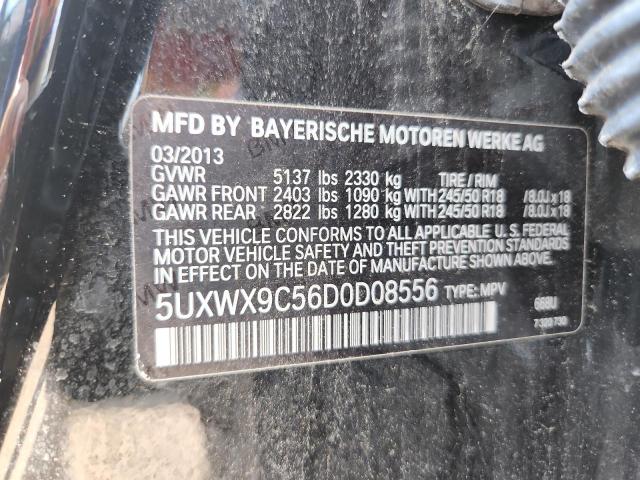 MFD BY BAYERISCHE MOTOREN WERKE AG
03/2013
GVWR 5137 lbs 2330 kg TIRE / RIM
GAWR FRONT 2403 lbs 1090 kg WITH 245/50 R18 /8.0J x 18
GAWR REAR 2822 lbs 1280 kg WITH 245/50 R18 /8.0J x 18
THIS VEHICLE CONFORMS TO ALL APPLICABLE U. S. FEDERAL
MOTOR VEHICLE SAFETY AND THEFT PREVENTION STANDARDS
IN EFFECT ON THE DATE OF MANUFACTURE SHOWN ABOVE.
5UXWX9C56D0D08556 TYPE: MPV